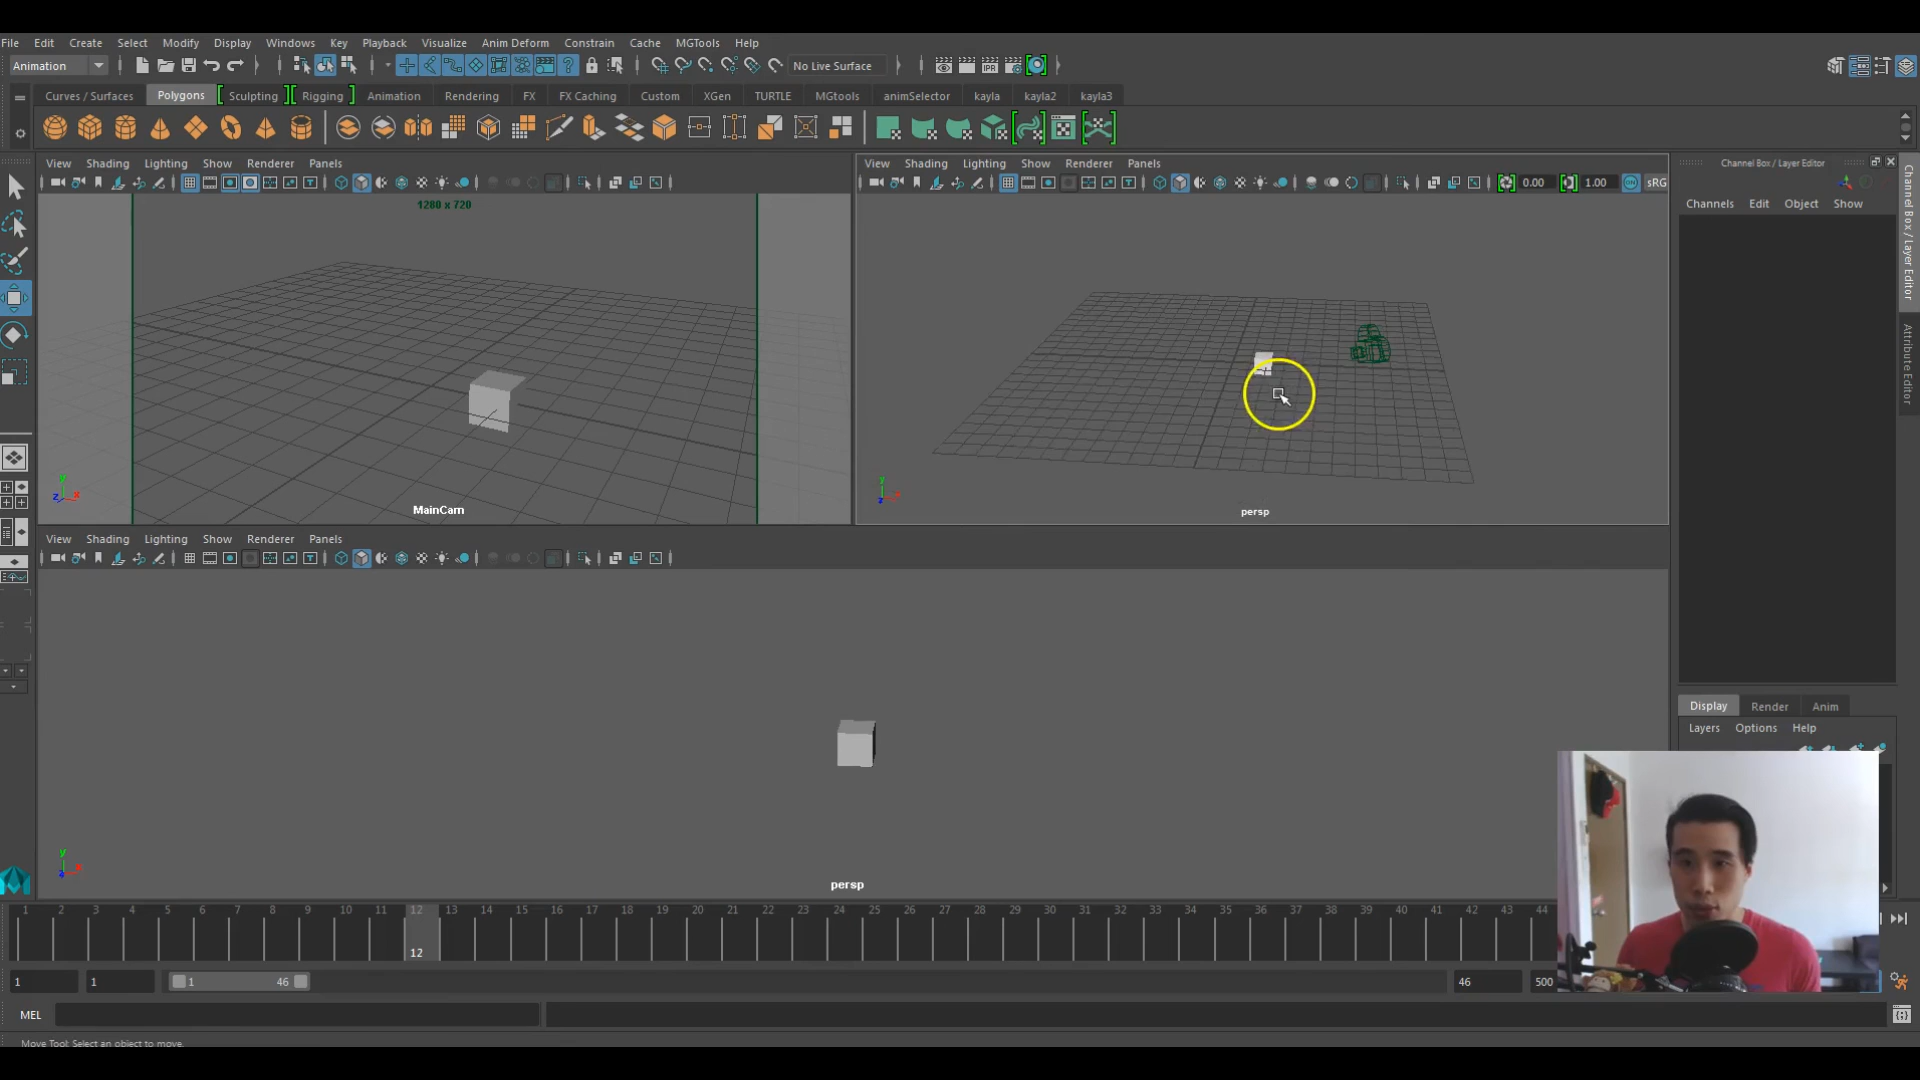 File Edit Create Select Modify Display Windows Key Playback Visualize Anim Deform Constrain Cache MGTools Help
Animation No Live Surface
Curves / Surfaces Polygons Sculpting Rigging Animation Rendering FX FX Caching Custom XGen TURTLE MGtools animSelector kayla kayla2 kayla3
View Shading Lighting Show Renderer Panels
View Shading Lighting Show Renderer Panels
Channel Box / Layer Editor
0.00 1.00 sRG
Channels Edit Object Show
Channel Box / Layer Editor
Attribute Editor
1280 x 720
y z x
MainCam
y z x
persp
View Shading Lighting Show Renderer Panels
y z x
persp
Display Render Anim
Layers Options Help
1 2 3 4 5 6 7 8 9 10 11 12 13 14 15 16 17 18 19 20 21 22 23 24 25 26 27 28 29 30 31 32 33 34 35 36 37 38 39 40 41 42 43 44
12
1 1 1 46 46 500
MEL
Move Tool: Select an object to move.